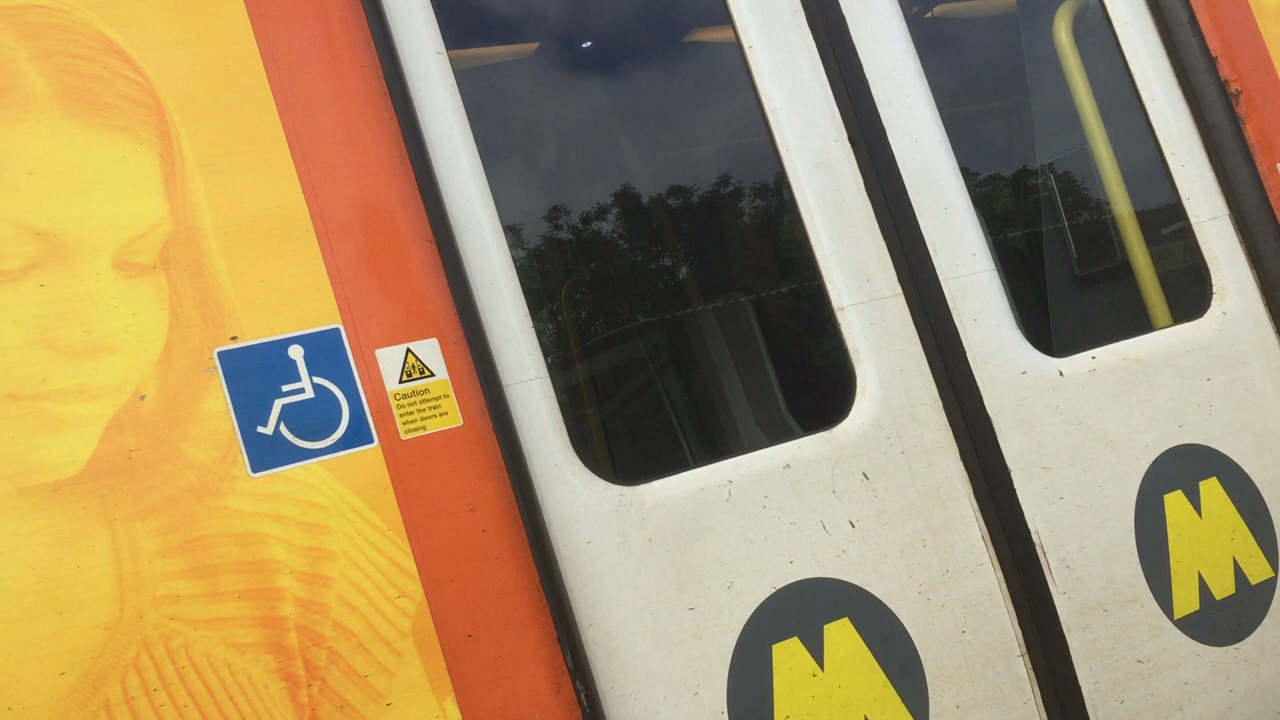 Caution
Do not attempt to
enter the train
when doors are
closing
M
M